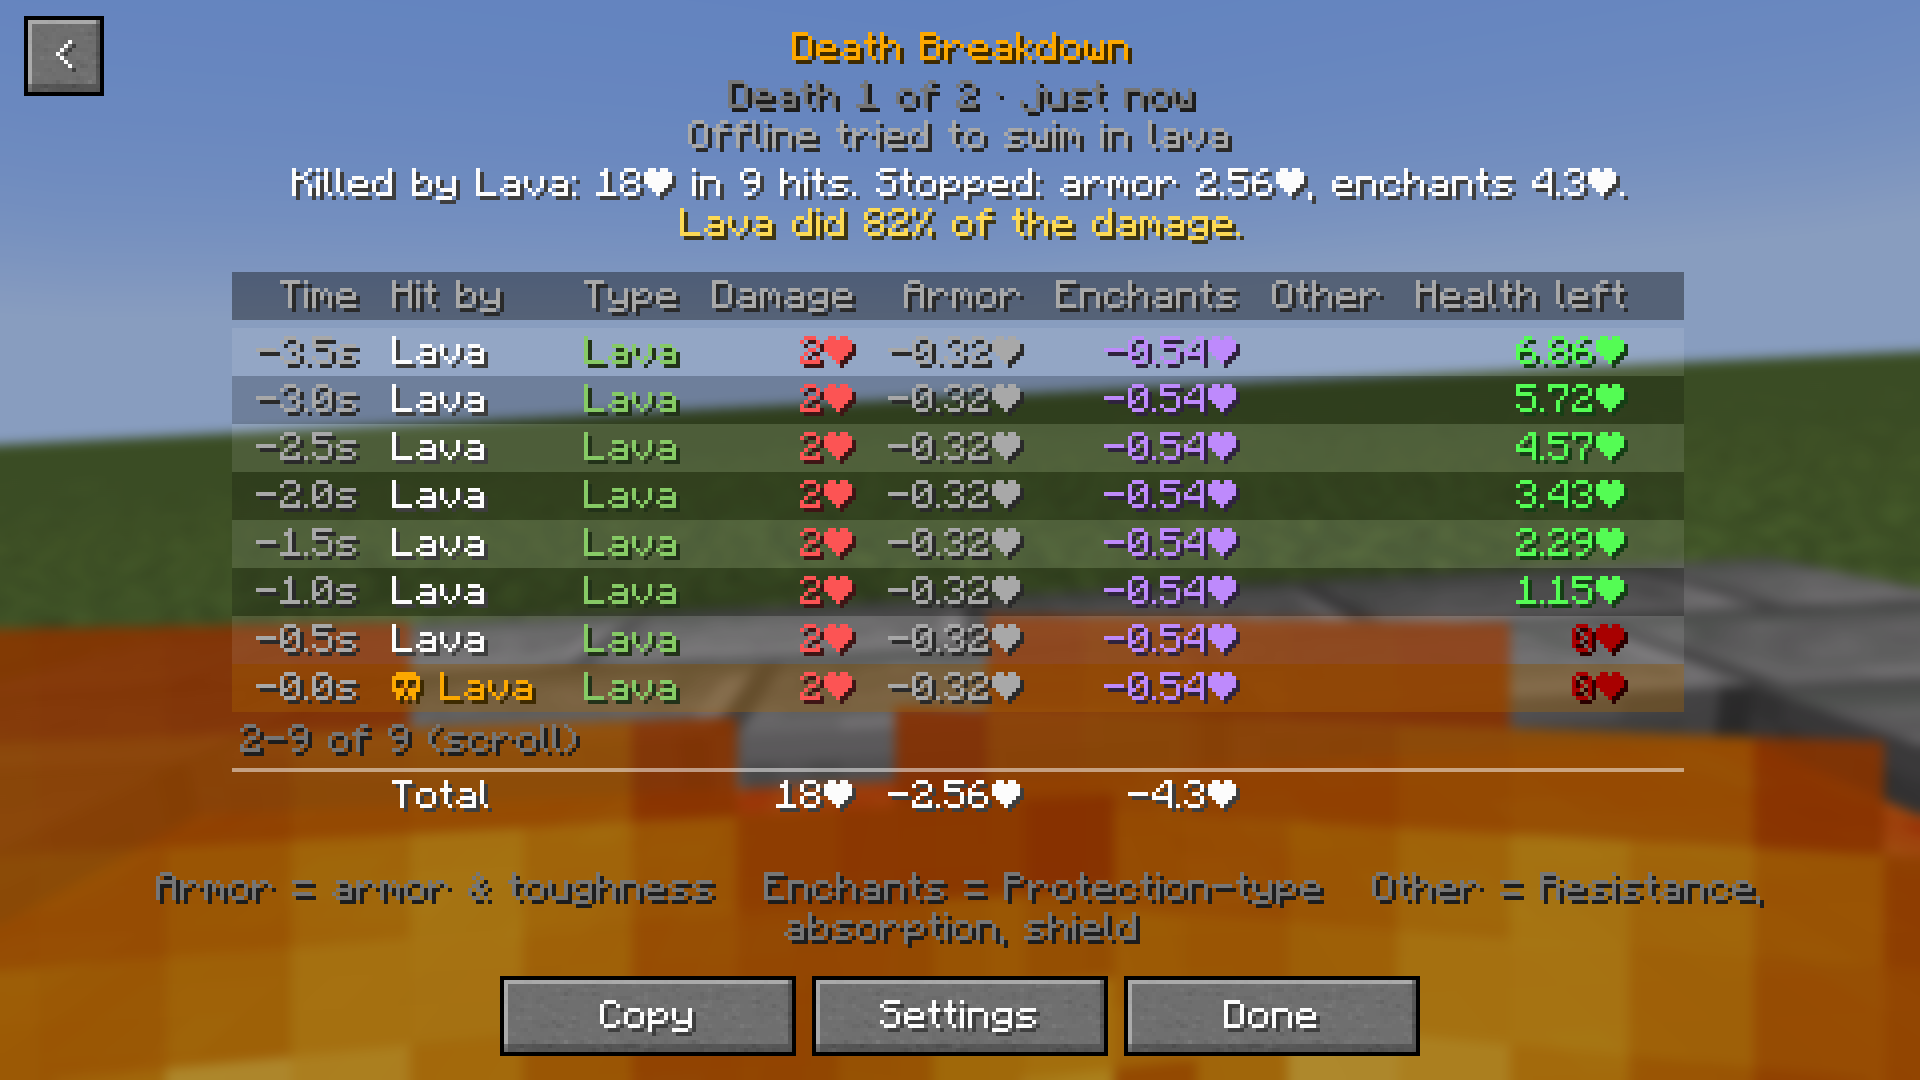 <
Death Breakdown
Death 1 of 2 · just now
Offline tried to swim in lava
Killed by Lava: 18♥ in 9 hits. Stopped: armor 2.56♥, enchants 4.3♥.
Lava did 82% of the damage.
Time Hit by Type Damage Armor Enchants Other Health left
-3.5s Lava Lava 2♥ -0.32♥ -0.54♥ 6.86♥
-3.0s Lava Lava 2♥ -0.32♥ -0.54♥ 5.72♥
-2.5s Lava Lava 2♥ -0.32♥ -0.54♥ 4.57♥
-2.0s Lava Lava 2♥ -0.32♥ -0.54♥ 3.43♥
-1.5s Lava Lava 2♥ -0.32♥ -0.54♥ 2.29♥
-1.0s Lava Lava 2♥ -0.32♥ -0.54♥ 1.15♥
-0.5s Lava Lava 2♥ -0.32♥ -0.54♥ 0♥
-0.0s ☠ Lava Lava 2♥ -0.32♥ -0.54♥ 0♥
2-9 of 9 (scroll)
Total 18♥ -2.56♥ -4.3♥
Armor = armor & toughness Enchants = Protection-type Other = Resistance,
absorption, shield
Copy Settings Done